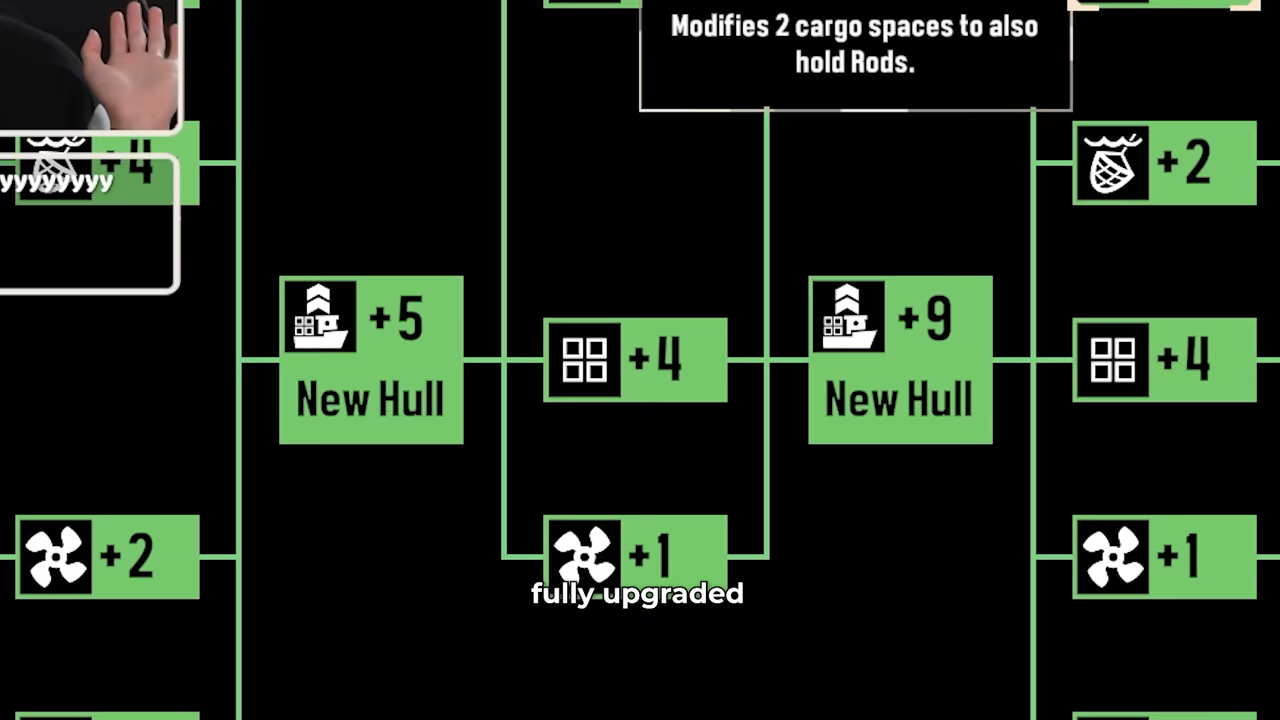 Modifies 2 cargo spaces to also
hold Rods.
+4
yyyyyyyy
+2
+5
New Hull
+4
+9
New Hull
+4
+2
+1
+1
fully upgraded